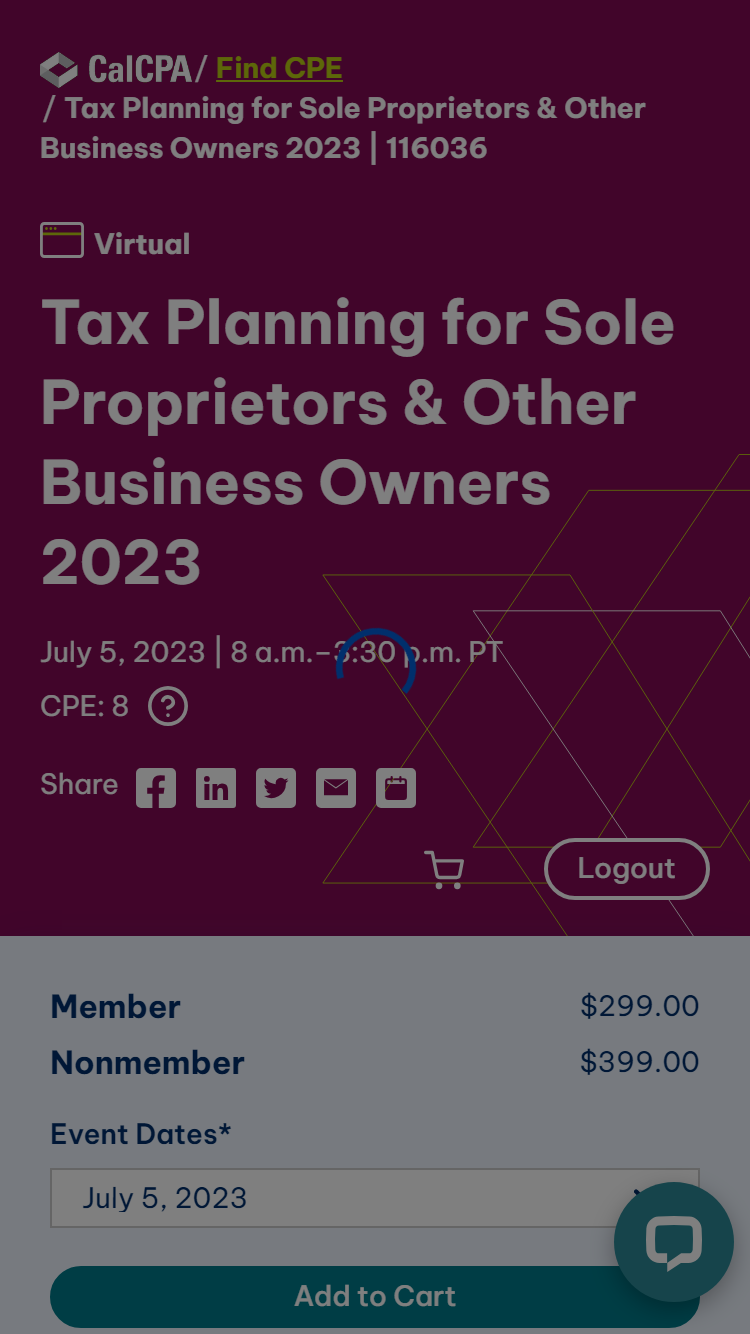 CalCPA / Find CPE
/ Tax Planning for Sole Proprietors & Other
Business Owners 2023 | 116036
Virtual
Tax Planning for Sole
Proprietors & Other
Business Owners
2023
July 5, 2023 | 8 a.m.–3:30 p.m. PT
CPE: 8 ?
Share
Logout
Member $299.00
Nonmember $399.00
Event Dates*
July 5, 2023
Add to Cart